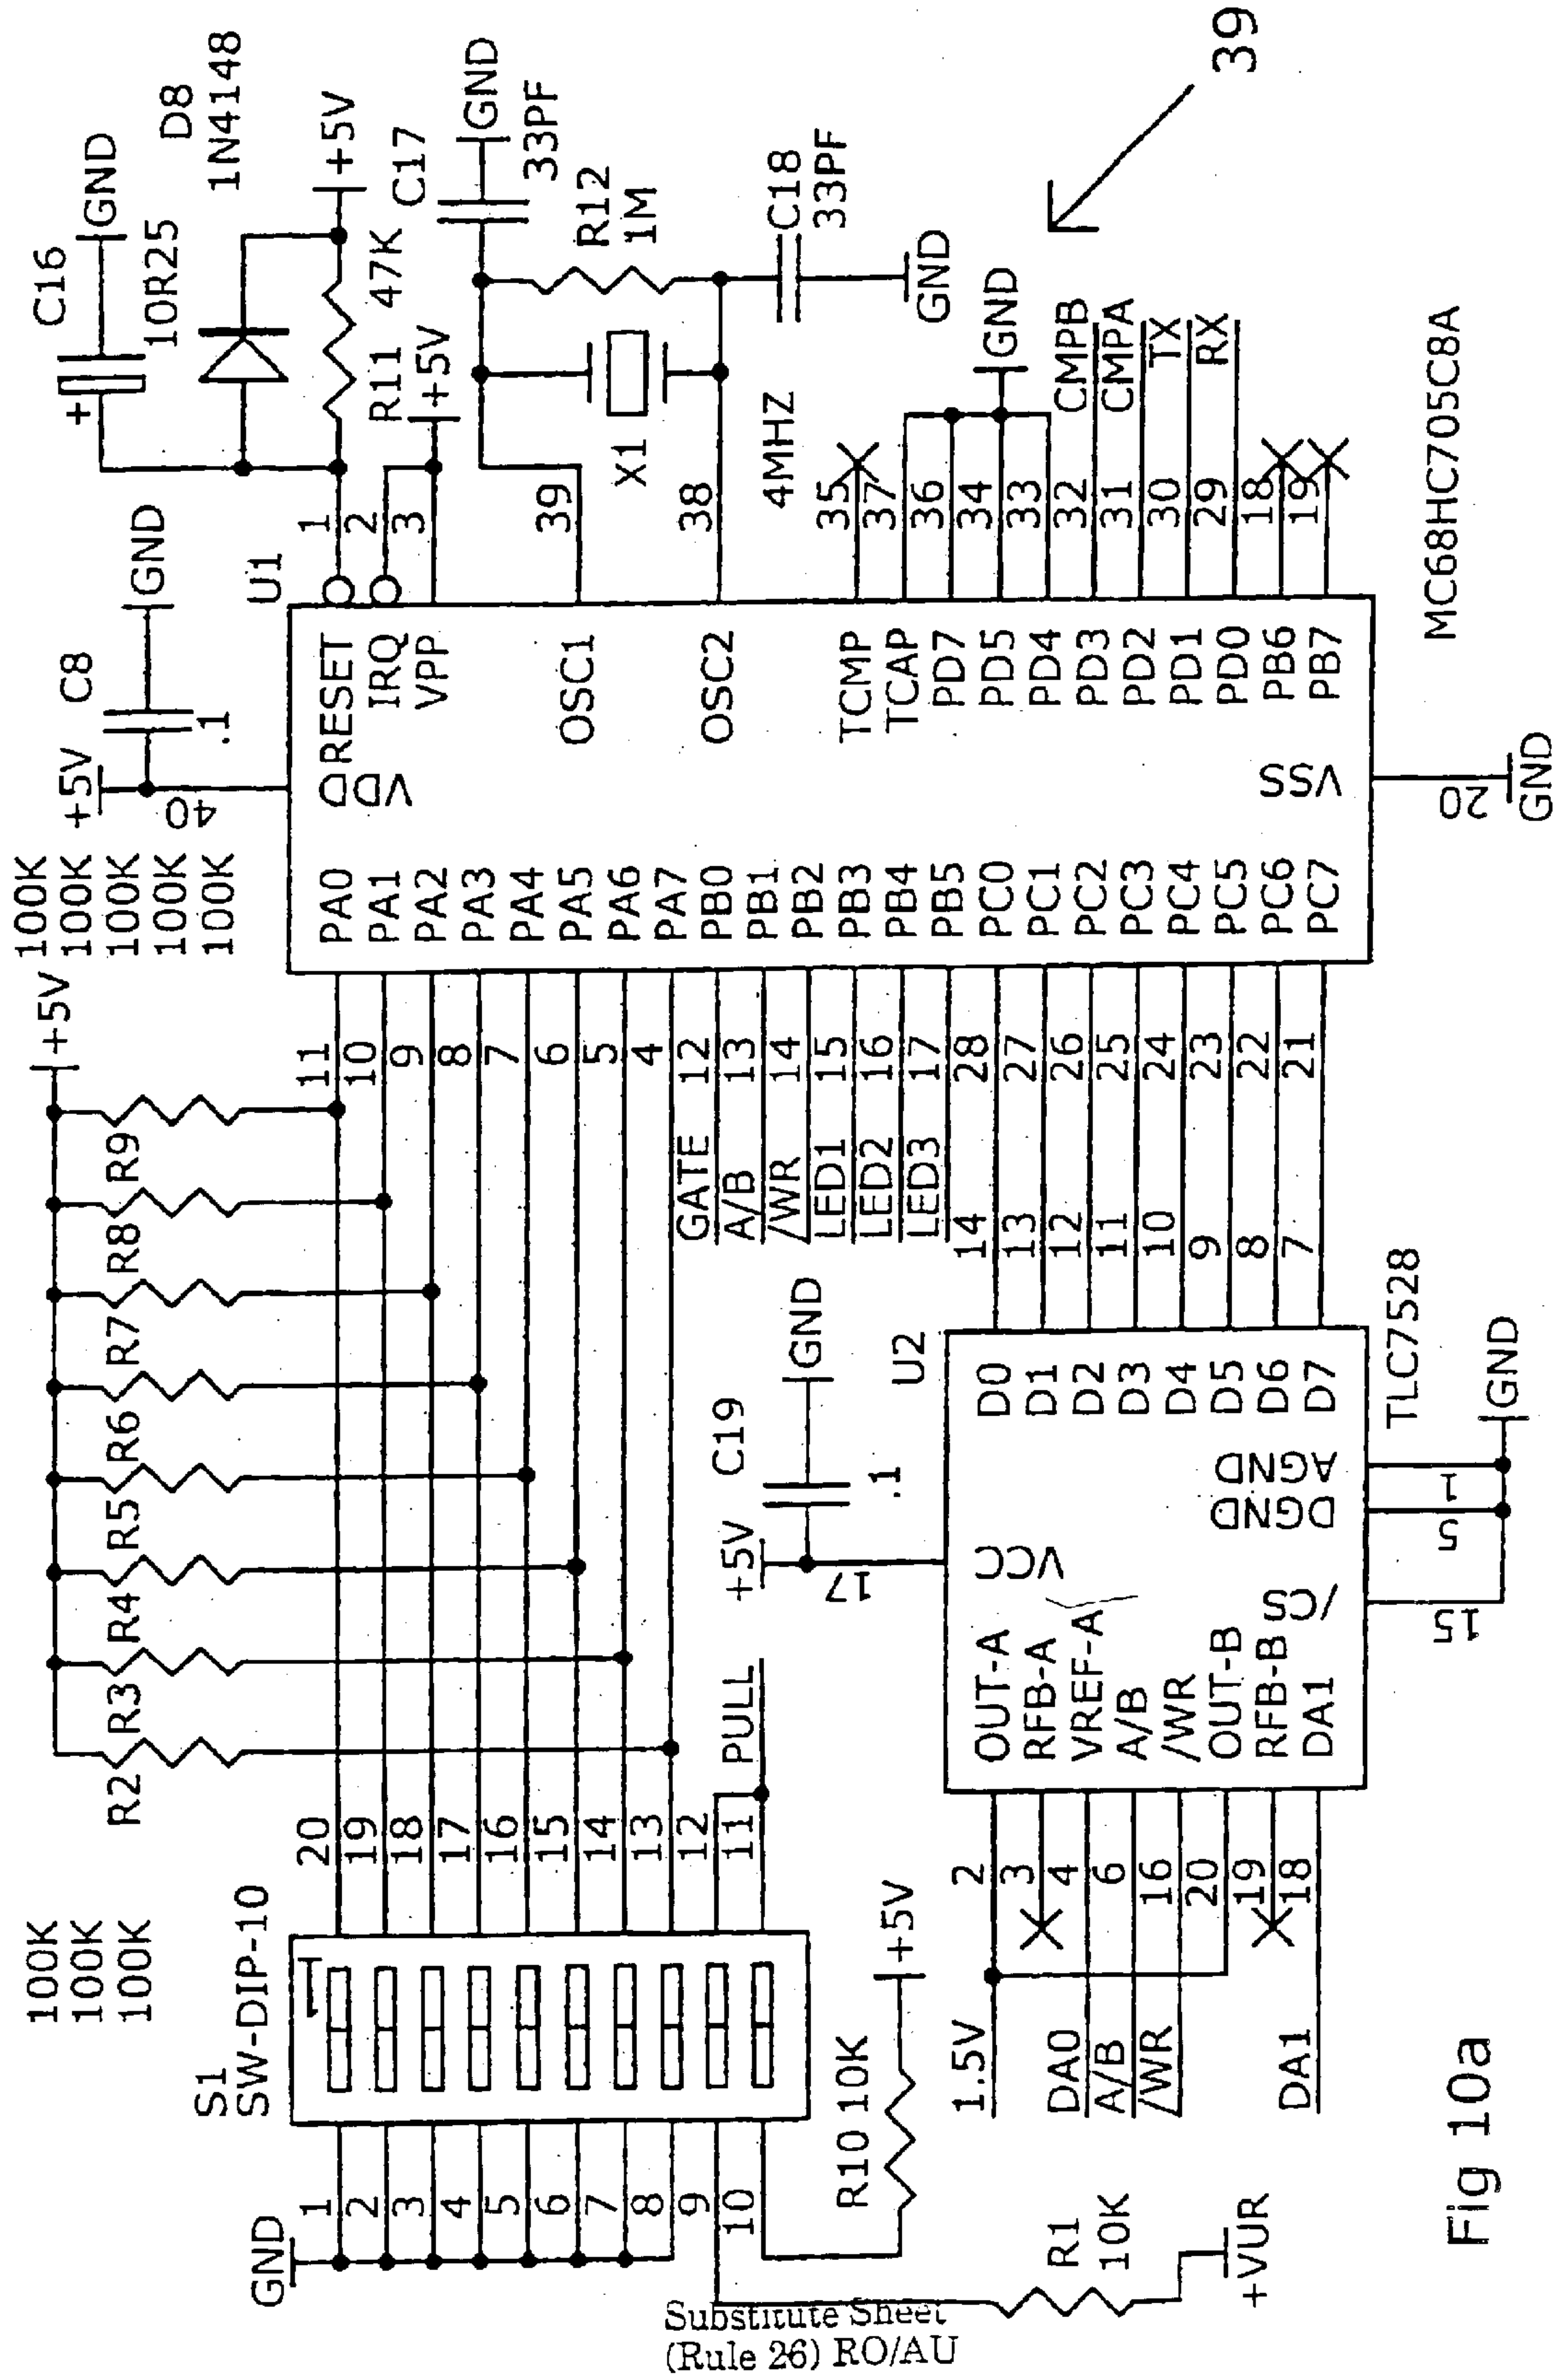 100K
100K
100K
S1
SW-DIP-10
GND
1
2
3
4
5
6
7
8
9
10
1
20
19
18
17
16
15
14
13
12
11
PULL
R10 10K
+5V
R1
10K
+VUR
R2
R3
R4
R5
R6
R7
R8
R9
+5V
100K
100K
100K
100K
100K
11
10
9
8
7
6
5
4
GATE 12
A/B 13
/WR 14
LED1 15
LED2 16
LED3 17
28
27
26
25
24
23
22
21
14
13
12
11
10
9
8
7
+5V
C8
.1
GND
40
U1
PA0
PA1
PA2
PA3
PA4
PA5
PA6
PA7
PB0
PB1
PB2
PB3
PB4
PB5
PC0
PC1
PC2
PC3
PC4
PC5
PC6
PC7
VDD
VSS
20
GND
RESET
IRQ
VPP
OSC1
OSC2
TCMP
TCAP
PD7
PD5
PD4
PD3
PD2
PD1
PD0
PB6
PB7
1
2
3
39
38
35
37
36
34
33
32
31
30
29
18
19
MC68HC705C8A
C16
+
10R25
GND
D8
1N4148
+5V
R11 47K
+5V
C17
33PF
GND
R12
1M
X1
4MHZ
C18
33PF
GND
GND
CMPB
CMPA
TX
RX
39
+5V
C19
.1
GND
17
U2
OUT-A
RFB-A
VREF-A
A/B
/WR
OUT-B
RFB-B
DA1
VCC
/CS
DGND
AGND
D0
D1
D2
D3
D4
D5
D6
D7
TLC7528
15
5
1
GND
2
3
4
6
16
20
19
18
1.5V
DA0
A/B
/WR
DA1
Fig 10a
Substitute Sheet
(Rule 26) RO/AU